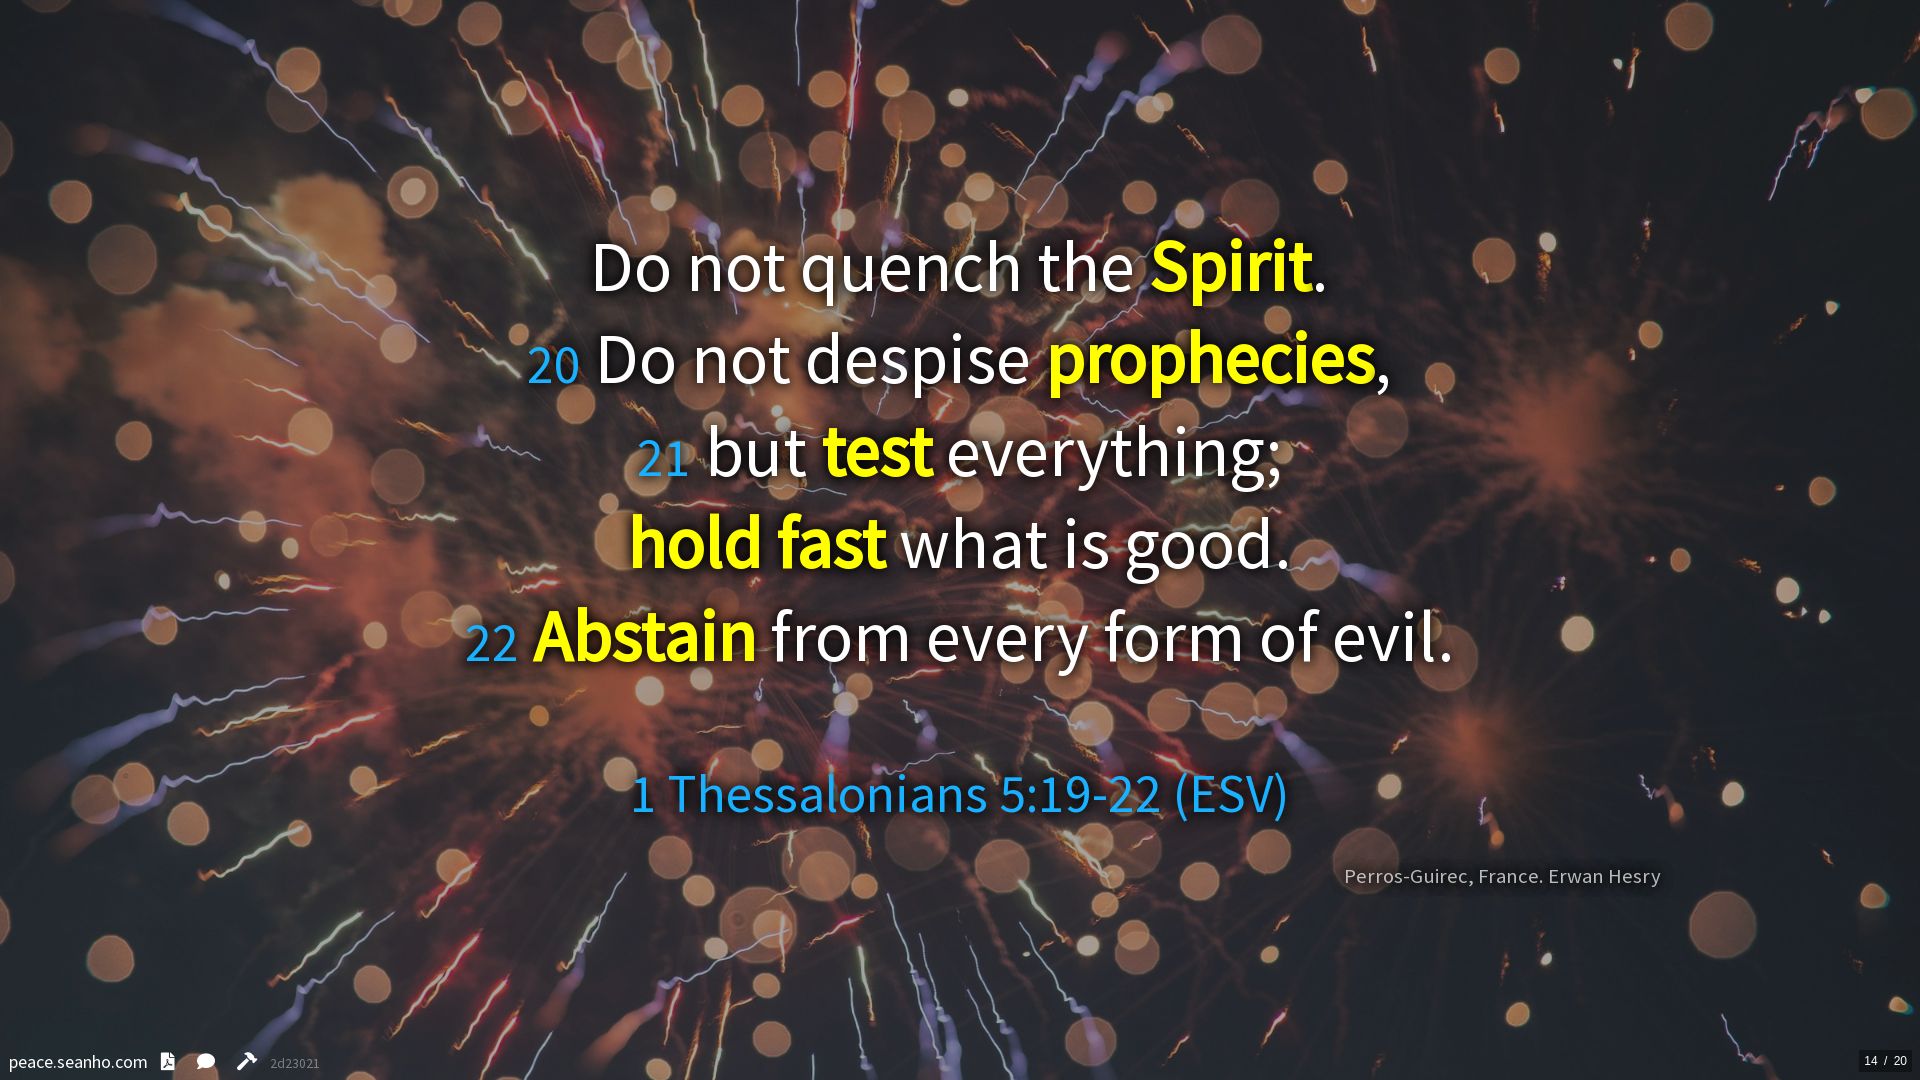 Do not quench the Spirit.
20 Do not despise prophecies,
21 but test everything;
hold fast what is good.
22 Abstain from every form of evil.
1 Thessalonians 5:19-22 (ESV)
Perros-Guirec, France. Erwan Hesry
peace.seanho.com 2d23021
14 / 20